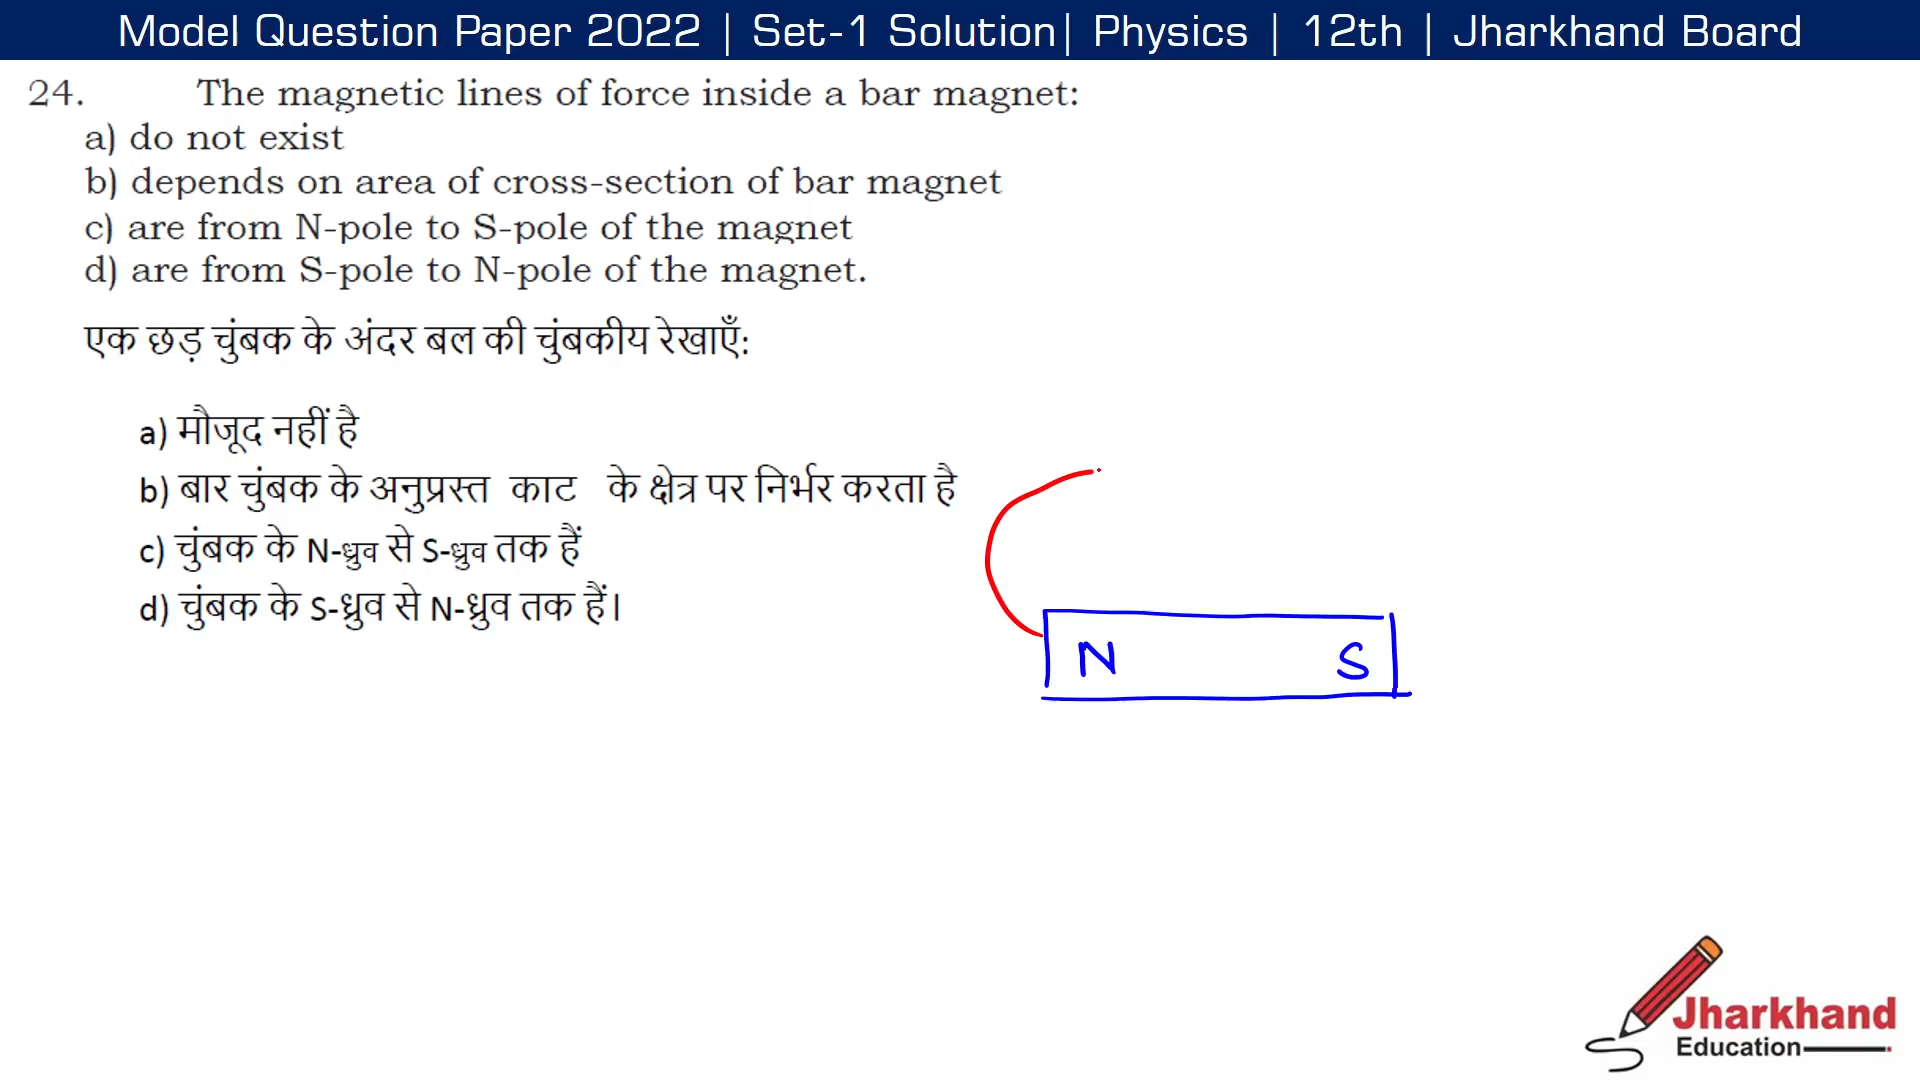 Model Question Paper 2022 | Set-1 Solution| Physics | 12th | Jharkhand Board
24. The magnetic lines of force inside a bar magnet:
a) do not exist
b) depends on area of cross-section of bar magnet
c) are from N-pole to S-pole of the magnet
d) are from S-pole to N-pole of the magnet.
एक छड़ चुंबक के अंदर बल की चुंबकीय रेखाएँ:
a) मौजूद नहीं है
b) बार चुंबक के अनुप्रस्त काट के क्षेत्र पर निर्भर करता है
c) चुंबक के N-ध्रुव से S-ध्रुव तक हैं
d) चुंबक के S-ध्रुव से N-ध्रुव तक हैं।
N S
Jharkhand
Education